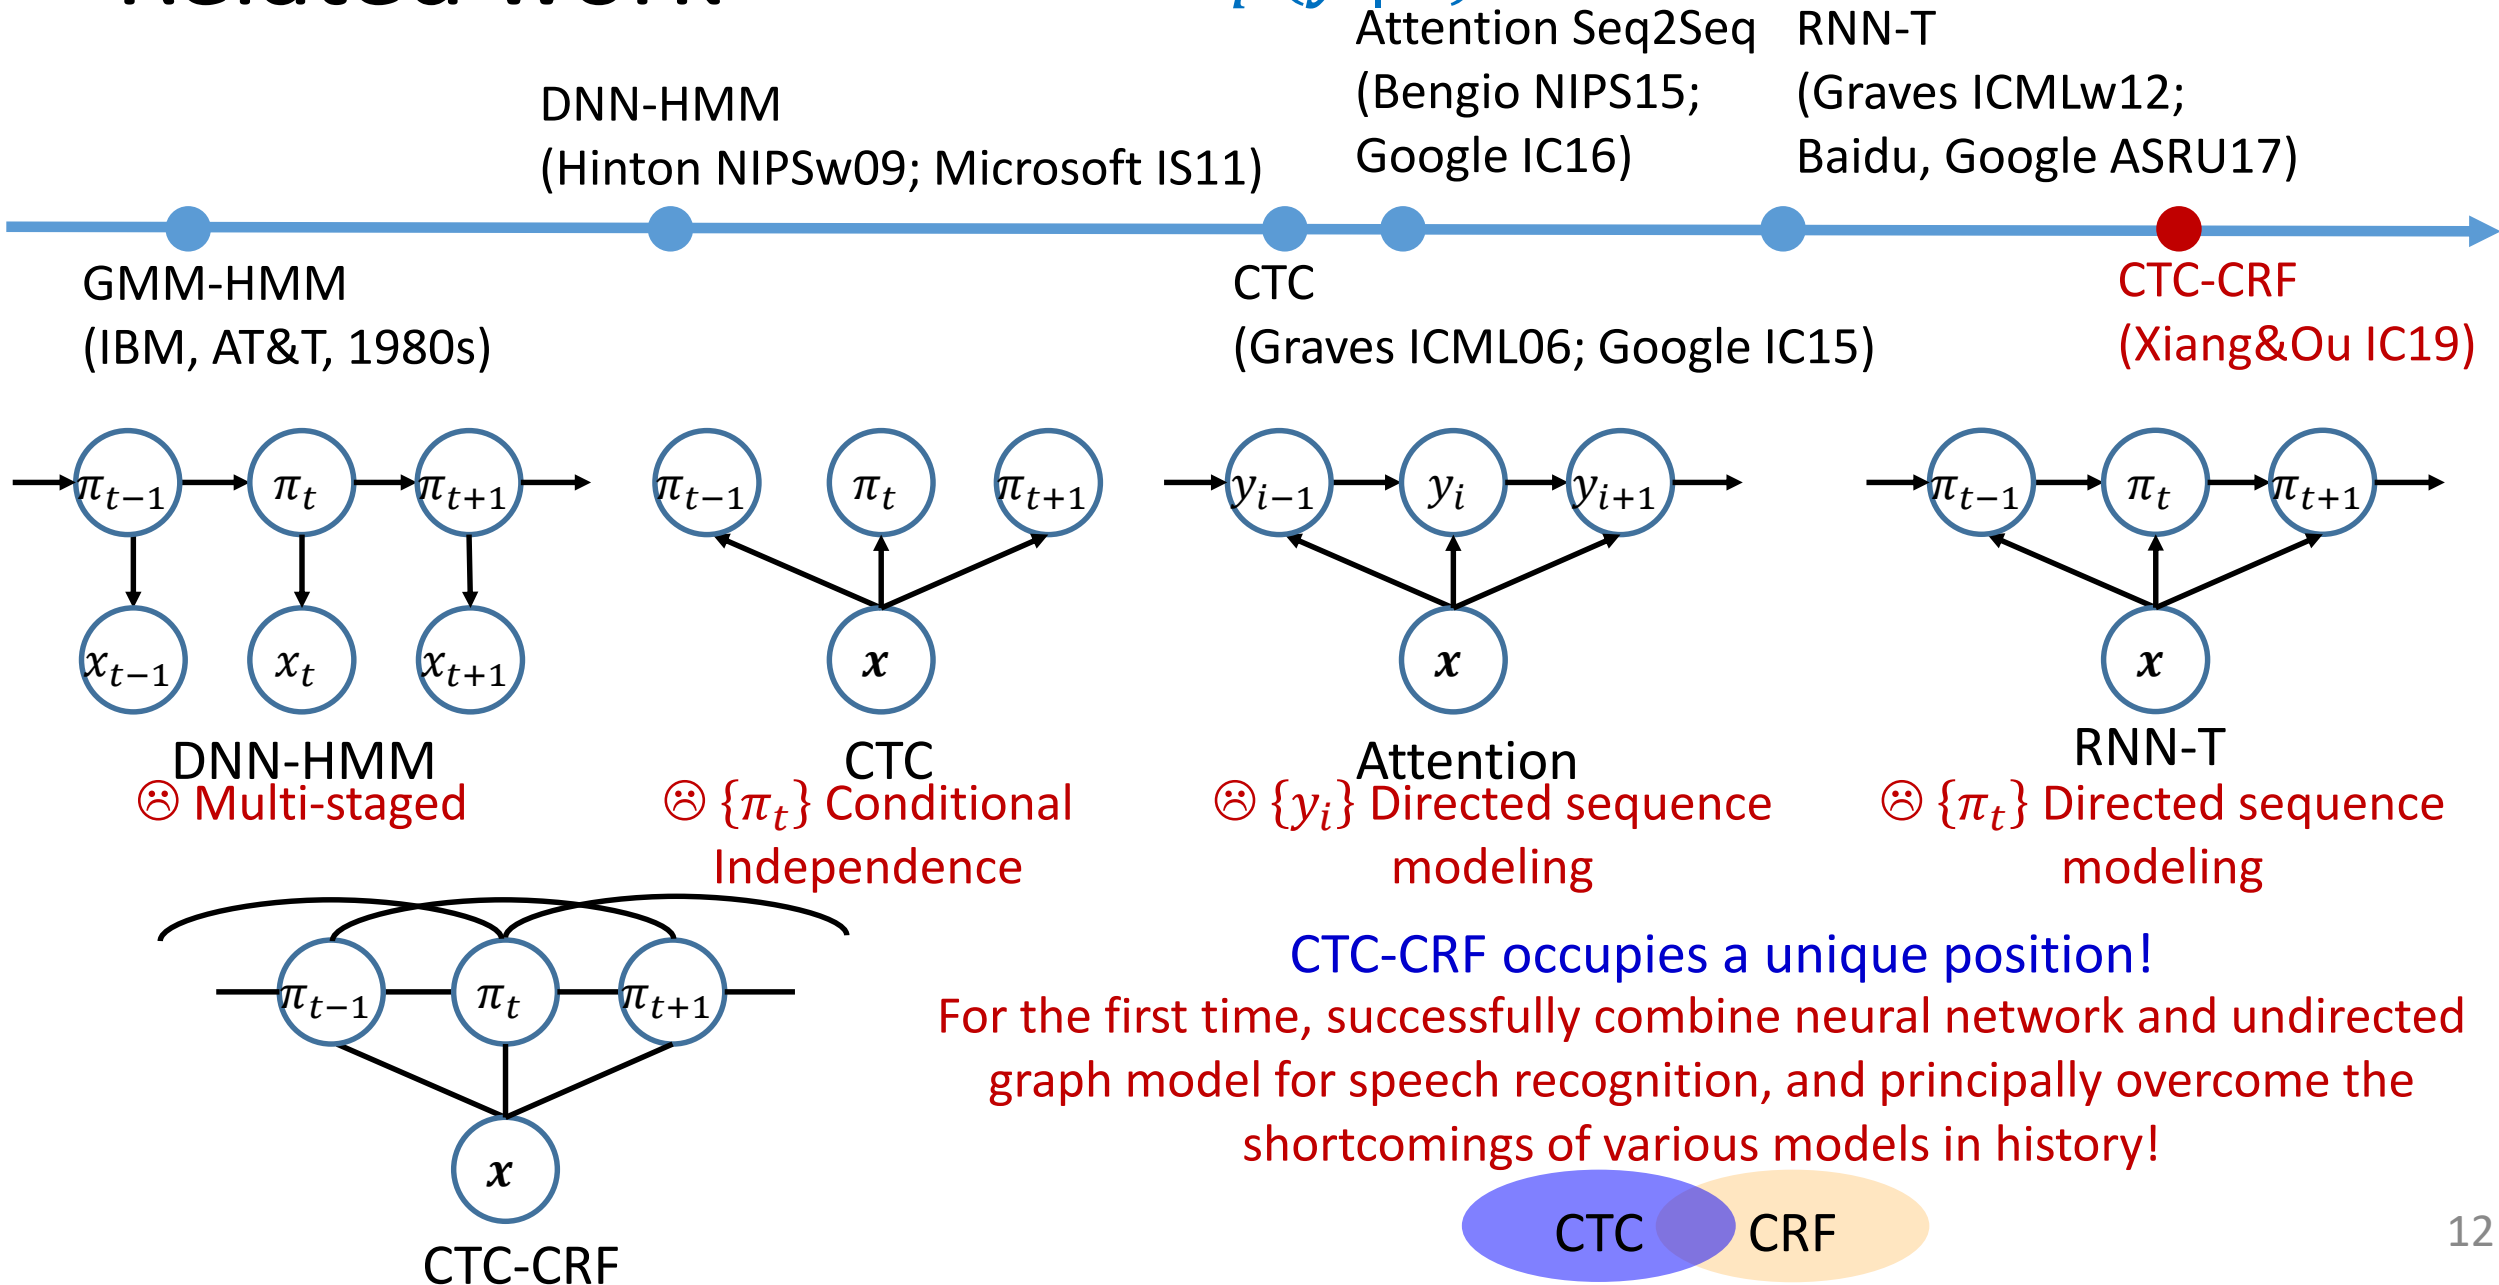 Attention Seq2Seq
(Bengio NIPS15;
Google IC16)
RNN-T
(Graves ICMLw12;
Baidu, Google ASRU17)
DNN-HMM
(Hinton NIPSw09; Microsoft IS11)
GMM-HMM
(IBM, AT&T, 1980s)
CTC
(Graves ICML06; Google IC15)
CTC-CRF
(Xiang&Ou IC19)
π_{t−1} π_t π_{t+1}
x_{t−1} x_t x_{t+1}
DNN-HMM
☹ Multi-staged
π_{t−1} π_t π_{t+1}
x
CTC
☹ {π_t} Conditional
Independence
y_{i−1} y_i y_{i+1}
x
Attention
☹ {y_i} Directed sequence
modeling
π_{t−1} π_t π_{t+1}
x
RNN-T
☹ {π_t} Directed sequence
modeling
π_{t−1} π_t π_{t+1}
x
CTC-CRF
CTC-CRF occupies a unique position!
For the first time, successfully combine neural network and undirected
graph model for speech recognition, and principally overcome the
shortcomings of various models in history!
CTC CRF
12